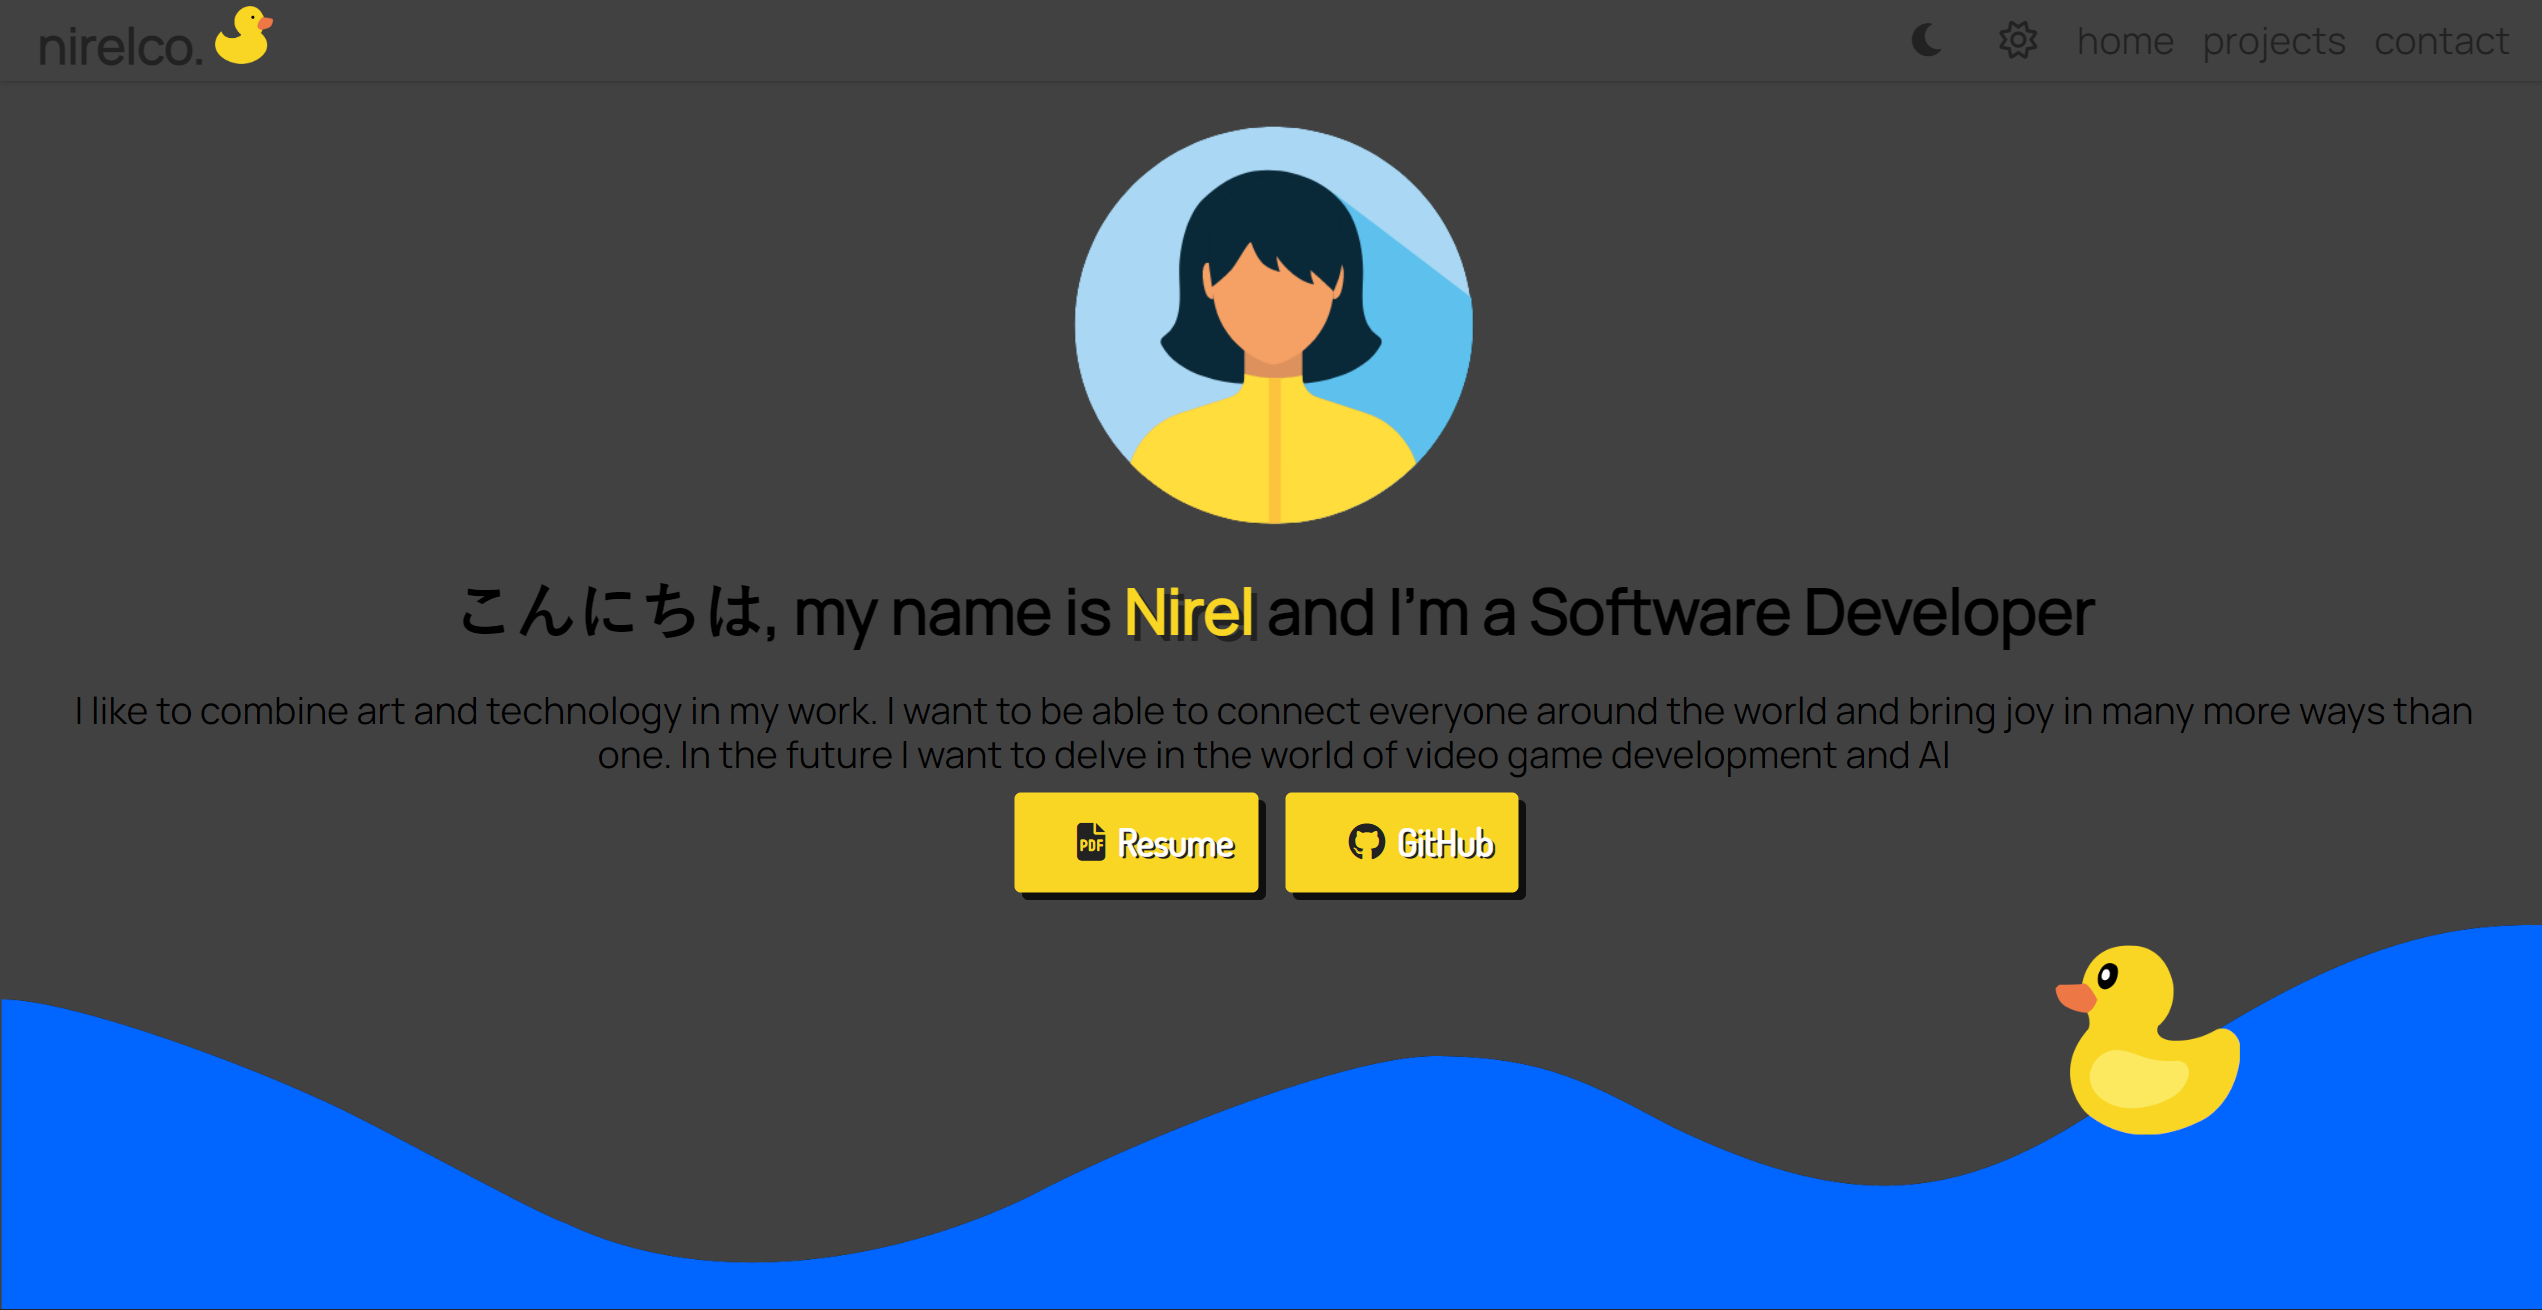 nirelco.
home projects contact
こんにちは, my name is Nirel and I'm a Software Developer
I like to combine art and technology in my work. I want to be able to connect everyone around the world and bring joy in many more ways than
one. In the future I want to delve in the world of video game development and AI
PDF Resume GitHub